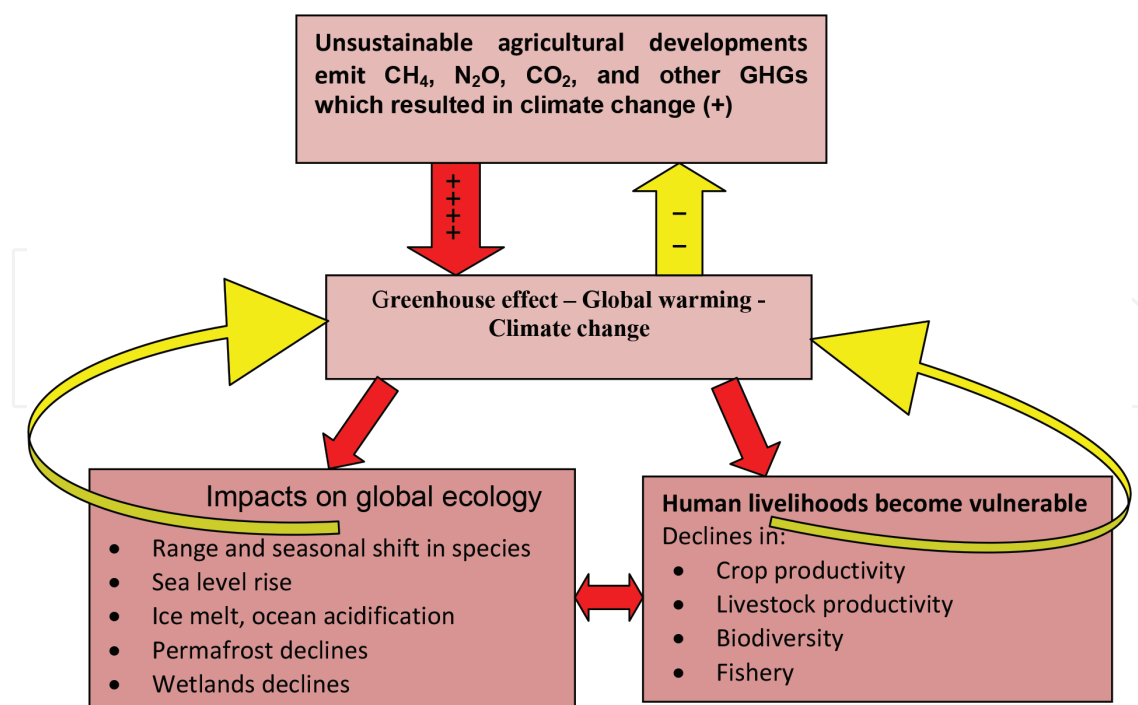 Unsustainable agricultural developments
emit CH₄, N₂O, CO₂, and other GHGs
which resulted in climate change (+)
+
+
+
+
–
–
Greenhouse effect – Global warming -
Climate change
Impacts on global ecology
• Range and seasonal shift in species
• Sea level rise
• Ice melt, ocean acidification
• Permafrost declines
• Wetlands declines
Human livelihoods become vulnerable
Declines in:
• Crop productivity
• Livestock productivity
• Biodiversity
• Fishery